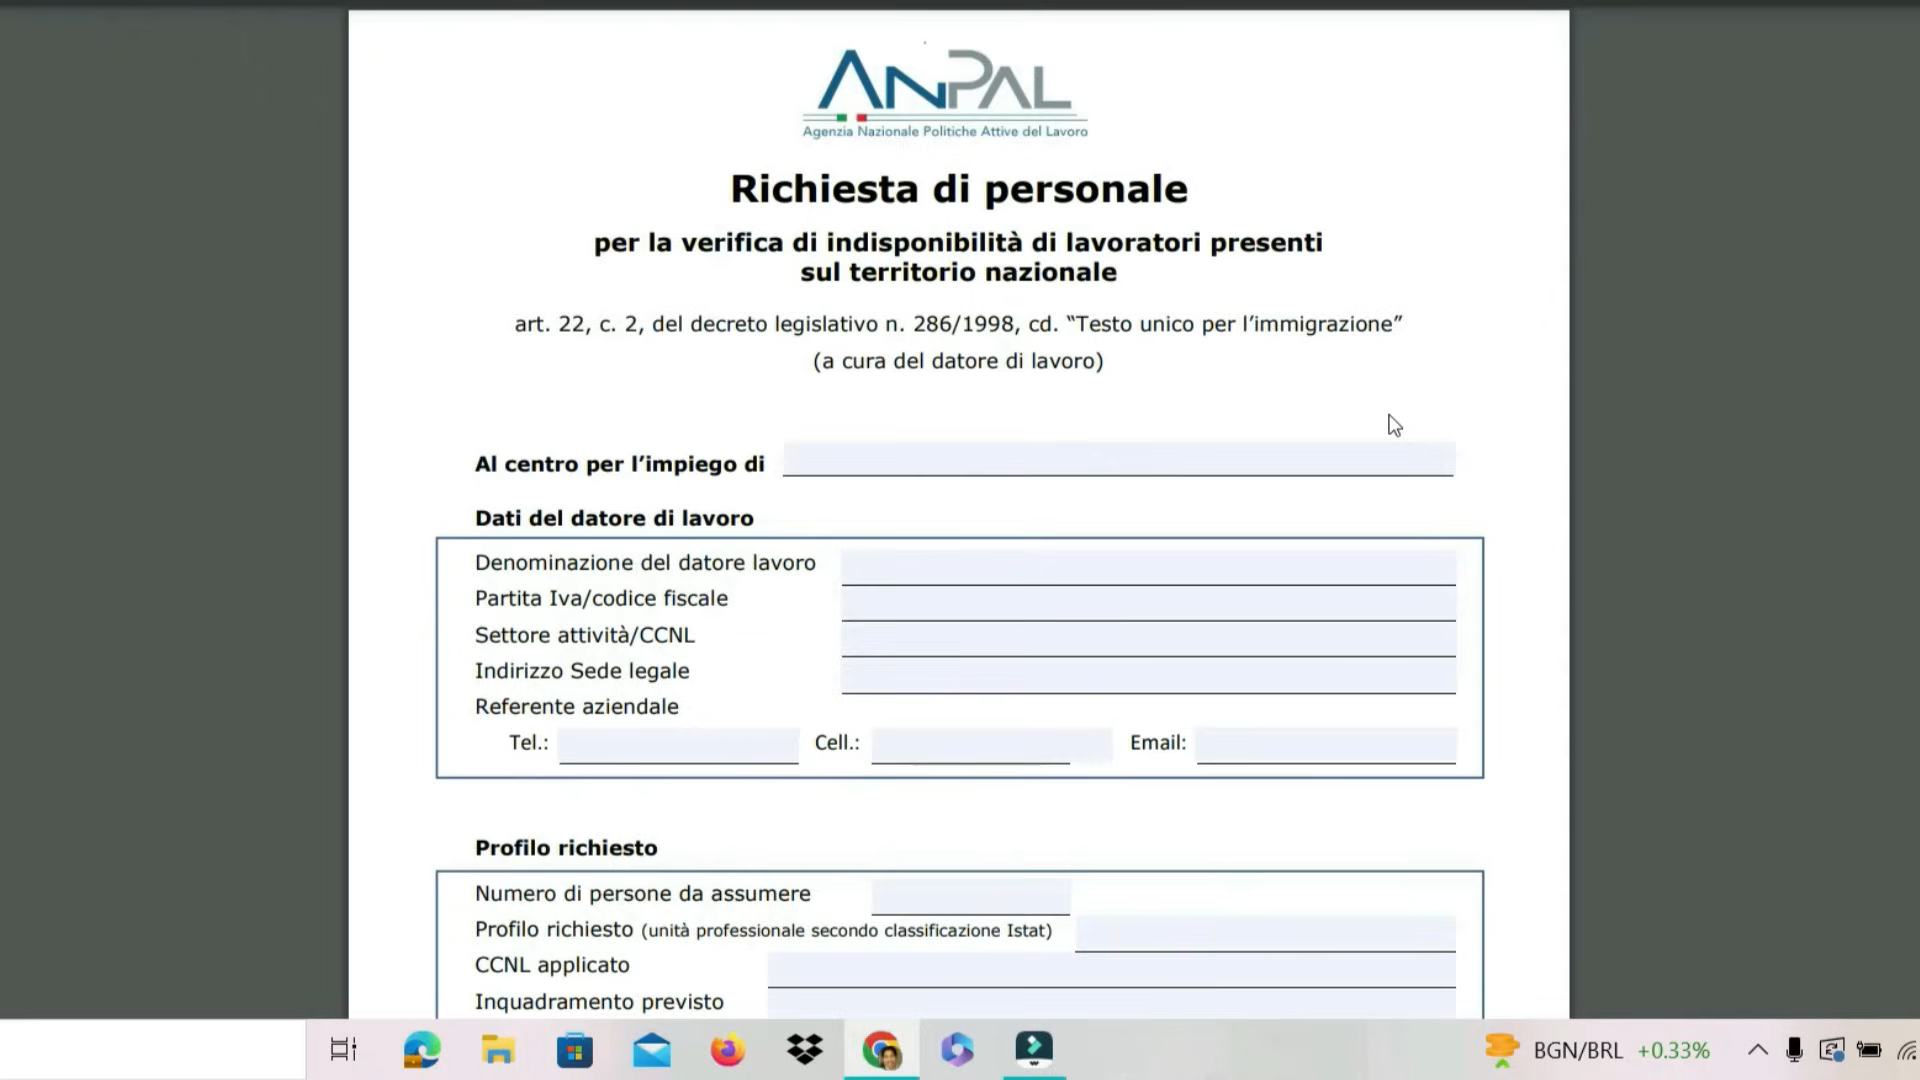 ANPAL
Agenzia Nazionale Politiche Attive del Lavoro
Richiesta di personale
per la verifica di indisponibilità di lavoratori presenti
sul territorio nazionale
art. 22, c. 2, del decreto legislativo n. 286/1998, cd. “Testo unico per l’immigrazione”
(a cura del datore di lavoro)
Al centro per l’impiego di
Dati del datore di lavoro
Denominazione del datore lavoro
Partita Iva/codice fiscale
Settore attività/CCNL
Indirizzo Sede legale
Referente aziendale
Tel.: Cell.: Email:
Profilo richiesto
Numero di persone da assumere
Profilo richiesto (unità professionale secondo classificazione Istat)
CCNL applicato
Inquadramento previsto
BGN/BRL +0.33%